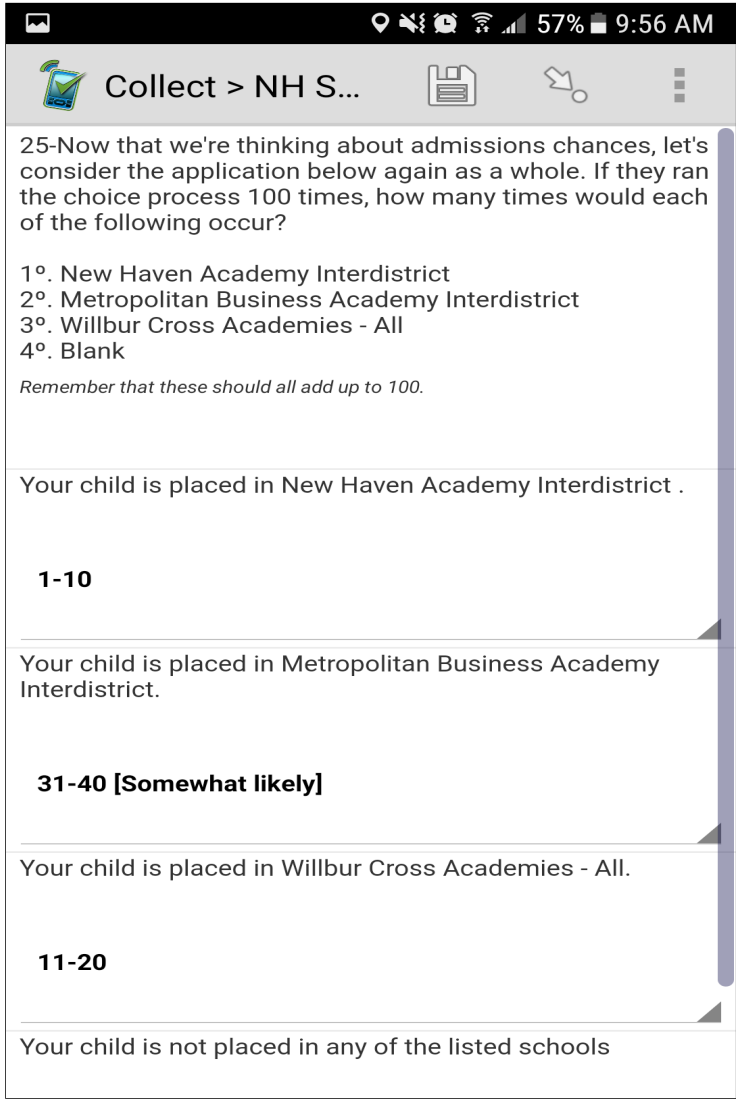 57% 9:56 AM
Collect > NH S...
25-Now that we're thinking about admissions chances, let's
consider the application below again as a whole. If they ran
the choice process 100 times, how many times would each
of the following occur?
1º. New Haven Academy Interdistrict
2º. Metropolitan Business Academy Interdistrict
3º. Willbur Cross Academies - All
4º. Blank
Remember that these should all add up to 100.
Your child is placed in New Haven Academy Interdistrict .
1-10
Your child is placed in Metropolitan Business Academy
Interdistrict.
31-40 [Somewhat likely]
Your child is placed in Willbur Cross Academies - All.
11-20
Your child is not placed in any of the listed schools